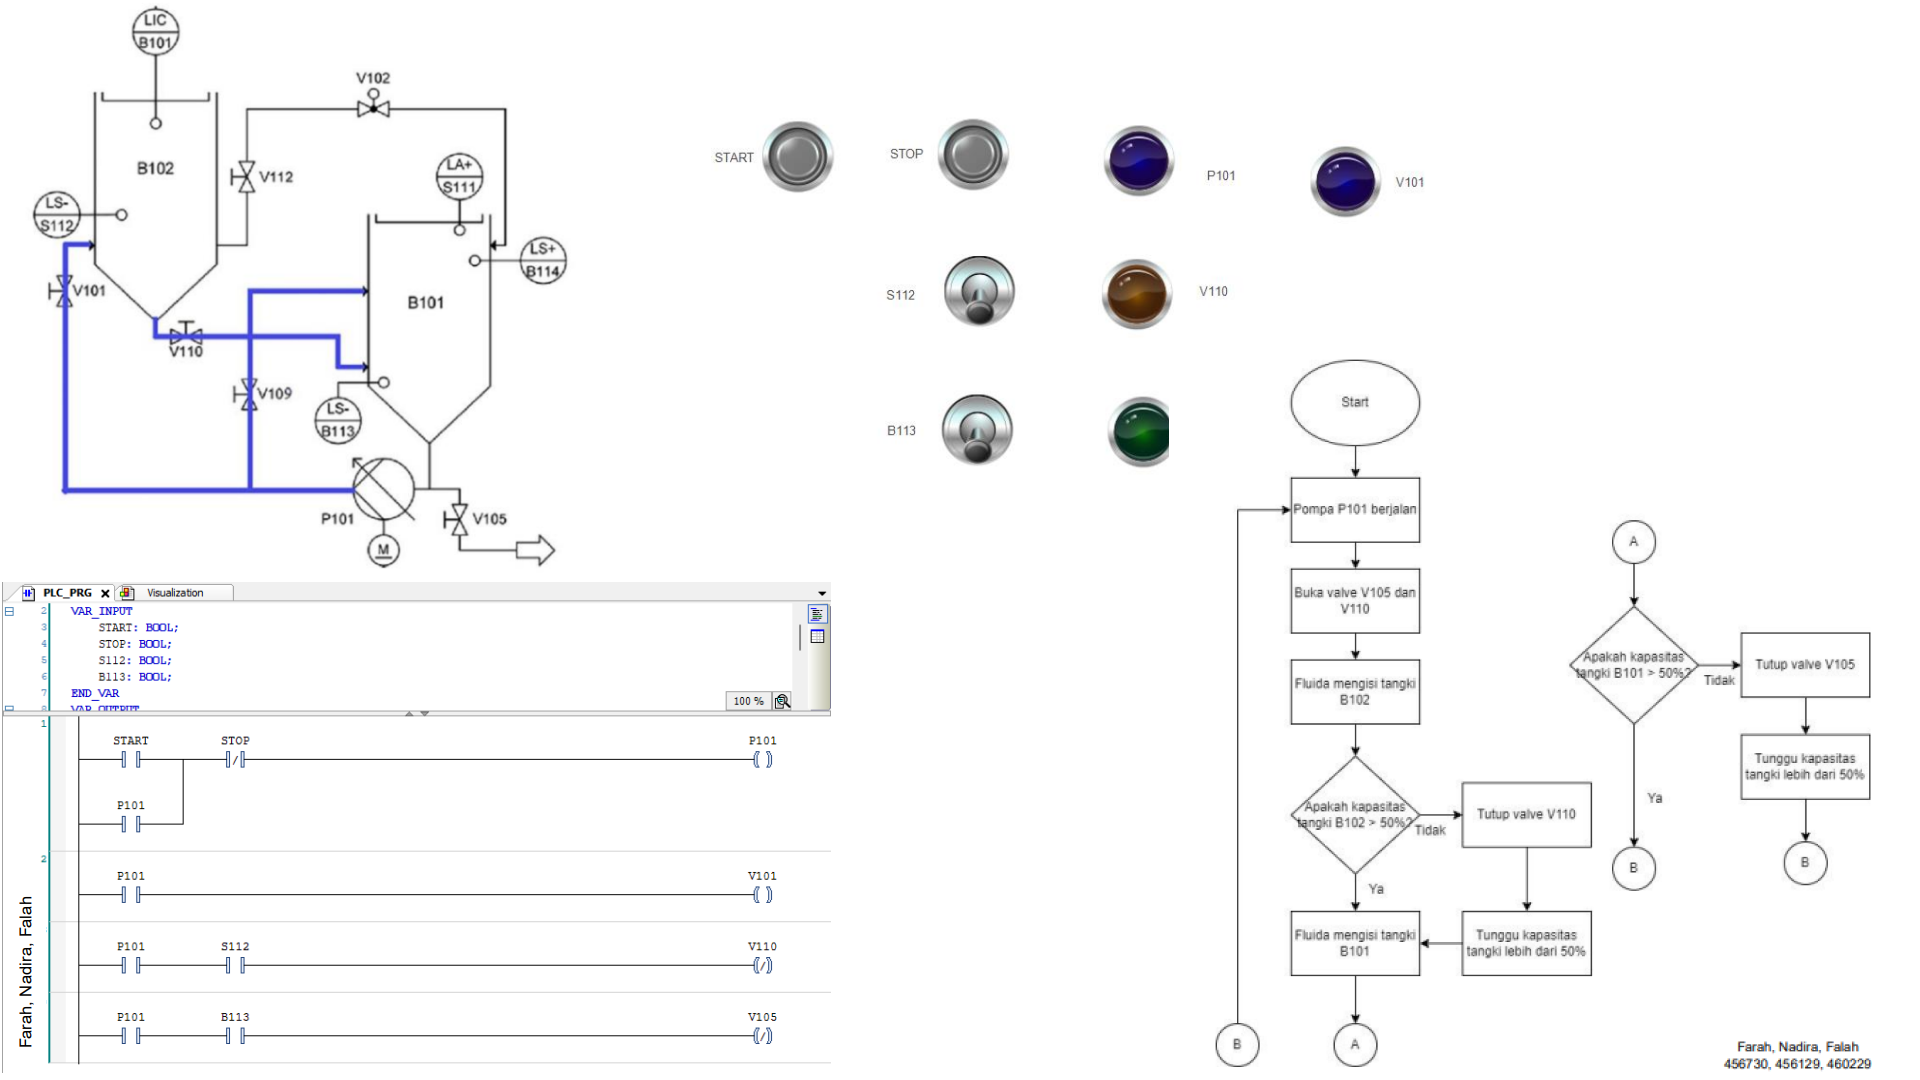 LIC
B101
V102
B102
V112
LA+
S111
LS-
S112
LS+
B114
V101
B101
V110
V109
LS-
B113
P101
V105
M
START
STOP
P101
V101
S112
V110
B113
PLC_PRG
Visualization
2 VAR_INPUT
3 START: BOOL;
4 STOP: BOOL;
5 S112: BOOL;
6 B113: BOOL;
7 END_VAR
8 VAR_OUTPUT
100 %
1
START STOP P101
P101
2
P101 V101
P101 S112 V110
P101 B113 V105
Farah, Nadira, Falah
Start
Pompa P101 berjalan
Buka valve V105 dan
V110
Fluida mengisi tangki
B102
Apakah kapasitas
tangki B102 > 50%?
Tidak
Tutup valve V110
Ya
Fluida mengisi tangki
B101
Tunggu kapasitas
tangki lebih dari 50%
B
A
A
Apakah kapasitas
tangki B101 > 50%?
Tidak
Tutup valve V105
Tunggu kapasitas
tangki lebih dari 50%
Ya
B
B
Farah, Nadira, Falah
456730, 456129, 460229